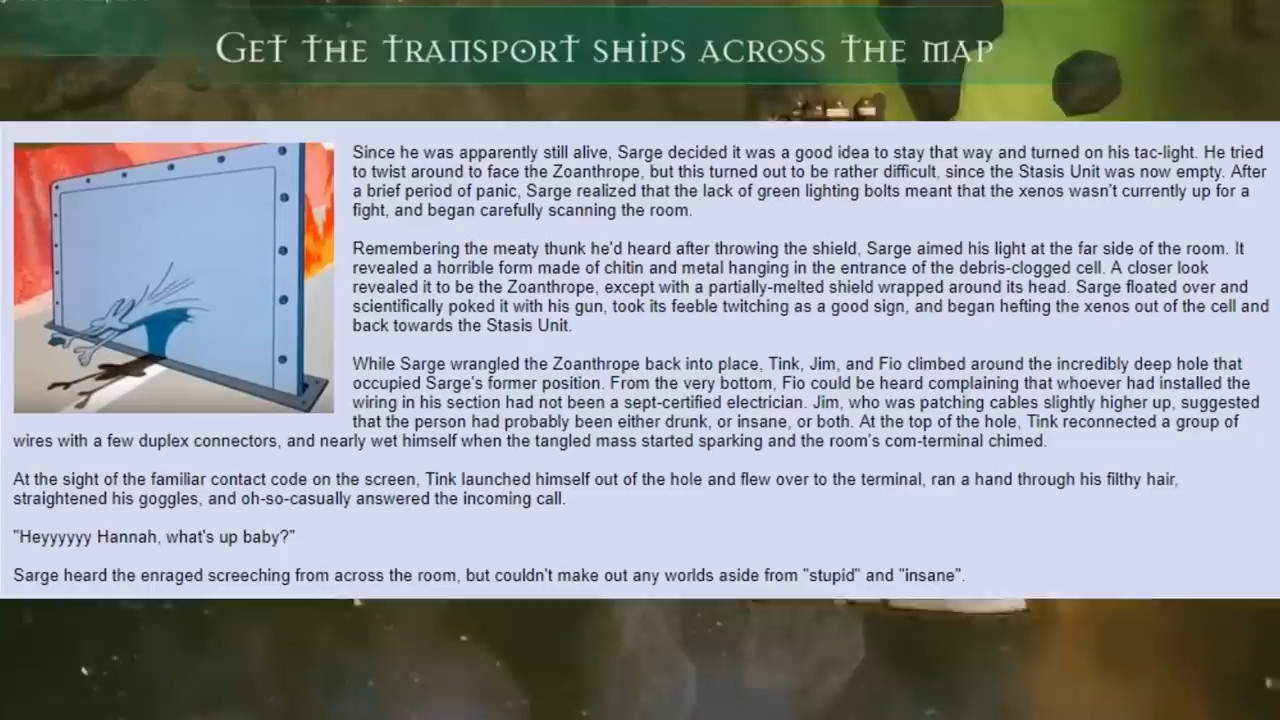 Get the transport ships across the map
Since he was apparently still alive, Sarge decided it was a good idea to stay that way and turned on his tac-light. He tried
to twist around to face the Zoanthrope, but this turned out to be rather difficult, since the Stasis Unit was now empty. After
a brief period of panic, Sarge realized that the lack of green lighting bolts meant that the xenos wasn't currently up for a
fight, and began carefully scanning the room.
Remembering the meaty thunk he'd heard after throwing the shield, Sarge aimed his light at the far side of the room. It
revealed a horrible form made of chitin and metal hanging in the entrance of the debris-clogged cell. A closer look
revealed it to be the Zoanthrope, except with a partially-melted shield wrapped around its head. Sarge floated over and
scientifically poked it with his gun, took its feeble twitching as a good sign, and began hefting the xenos out of the cell and
back towards the Stasis Unit.
While Sarge wrangled the Zoanthrope back into place, Tink, Jim, and Fio climbed around the incredibly deep hole that
occupied Sarge's former position. From the very bottom, Fio could be heard complaining that whoever had installed the
wiring in his section had not been a sept-certified electrician. Jim, who was patching cables slightly higher up, suggested
that the person had probably been either drunk, or insane, or both. At the top of the hole, Tink reconnected a group of
wires with a few duplex connectors, and nearly wet himself when the tangled mass started sparking and the room's com-terminal chimed.
At the sight of the familiar contact code on the screen, Tink launched himself out of the hole and flew over to the terminal, ran a hand through his filthy hair,
straightened his goggles, and oh-so-casually answered the incoming call.
"Heyyyyyy Hannah, what's up baby?"
Sarge heard the enraged screeching from across the room, but couldn't make out any worlds aside from "stupid" and "insane".